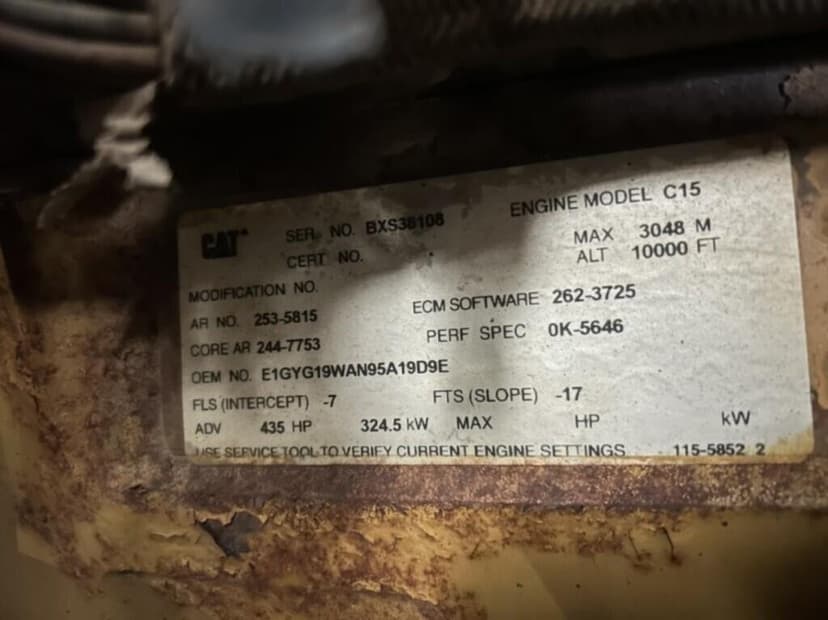 CAT SER. NO. BXS38108 ENGINE MODEL C15
CERT NO. MAX ALT 3048 M 10000 FT
MODIFICATION NO.
AR NO. 253-5815 ECM SOFTWARE 262-3725
CORE AR 244-7753 PERF SPEC 0K-5646
OEM NO. E1GYG19WAN95A19D9E
FLS (INTERCEPT) -7 FTS (SLOPE) -17
ADV 435 HP 324.5 kW MAX HP kW
USE SERVICE TOOL TO VERIFY CURRENT ENGINE SETTINGS 115-5852 2